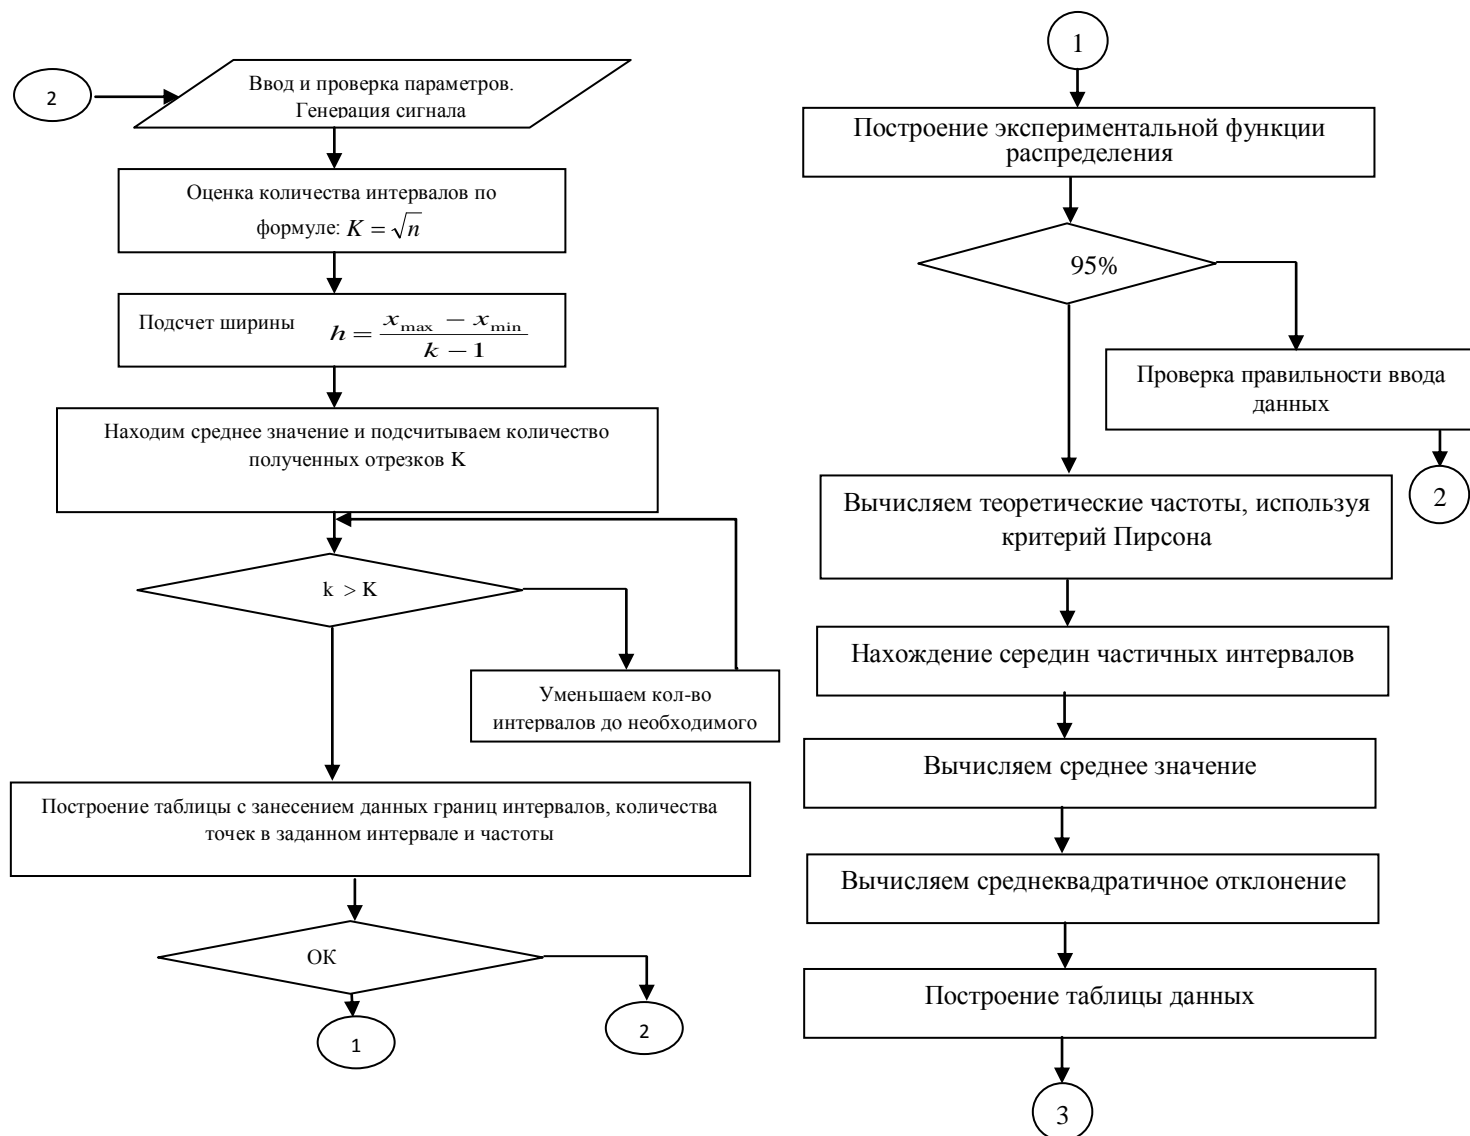 2
Ввод и проверка параметров.
Генерация сигнала
Оценка количества интервалов по
формуле: K = √n
Подсчет ширины h = (x_max − x_min) / (k − 1)
Находим среднее значение и подсчитываем количество
полученных отрезков K
k > K
Уменьшаем кол-во
интервалов до необходимого
Построение таблицы с занесением данных границ интервалов, количества
точек в заданном интервале и частоты
ОК
1
2
1
Построение экспериментальной функции
распределения
95%
Проверка правильности ввода
данных
2
Вычисляем теоретические частоты, используя
критерий Пирсона
Нахождение середин частичных интервалов
Вычисляем среднее значение
Вычисляем среднеквадратичное отклонение
Построение таблицы данных
3